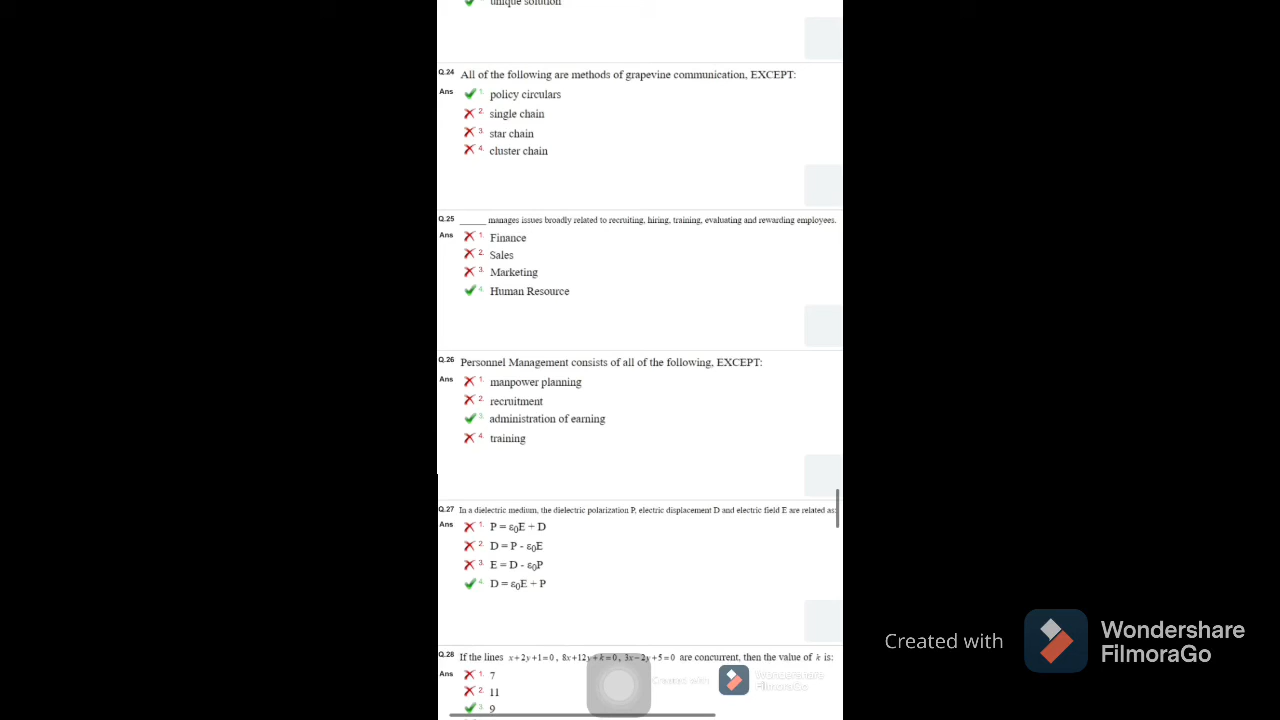 unique solution
Q.24 All of the following are methods of grapevine communication, EXCEPT:
Ans 1. policy circulars
2. single chain
3. star chain
4. cluster chain
Q.25 ______ manages issues broadly related to recruiting, hiring, training, evaluating and rewarding employees.
Ans 1. Finance
2. Sales
3. Marketing
4. Human Resource
Q.26 Personnel Management consists of all of the following, EXCEPT:
Ans 1. manpower planning
2. recruitment
3. administration of earning
4. training
Q.27 In a dielectric medium, the dielectric polarization P, electric displacement D and electric field E are related as:
Ans 1. P = ε₀E + D
2. D = P - ε₀E
3. E = D - ε₀P
4. D = ε₀E + P
Q.28 If the lines x+2y+1=0, 8x+12y+k=0, 3x−2y+5=0 are concurrent, then the value of k is:
Ans 1. 7
2. 11
3. 9
Created with Wondershare FilmoraGo
Created with Wondershare FilmoraGo